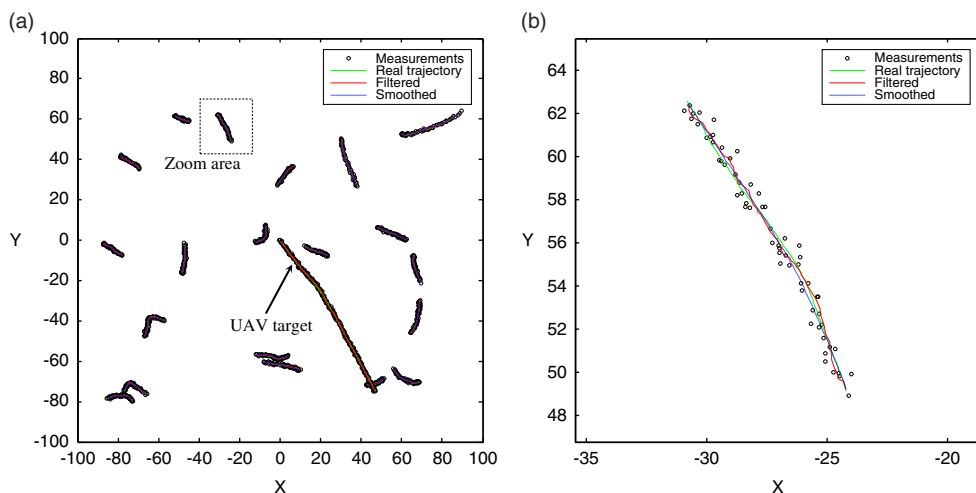 (a)
100
80
60
40
20
0
-20
-40
-60
-80
-100
Y
-100 -80 -60 -40 -20 0 20 40 60 80 100
X
Measurements
Real trajectory
Filtered
Smoothed
Zoom area
UAV target
(b)
64
62
60
58
56
54
52
50
48
Y
-35 -30 -25 -20
X
Measurements
Real trajectory
Filtered
Smoothed